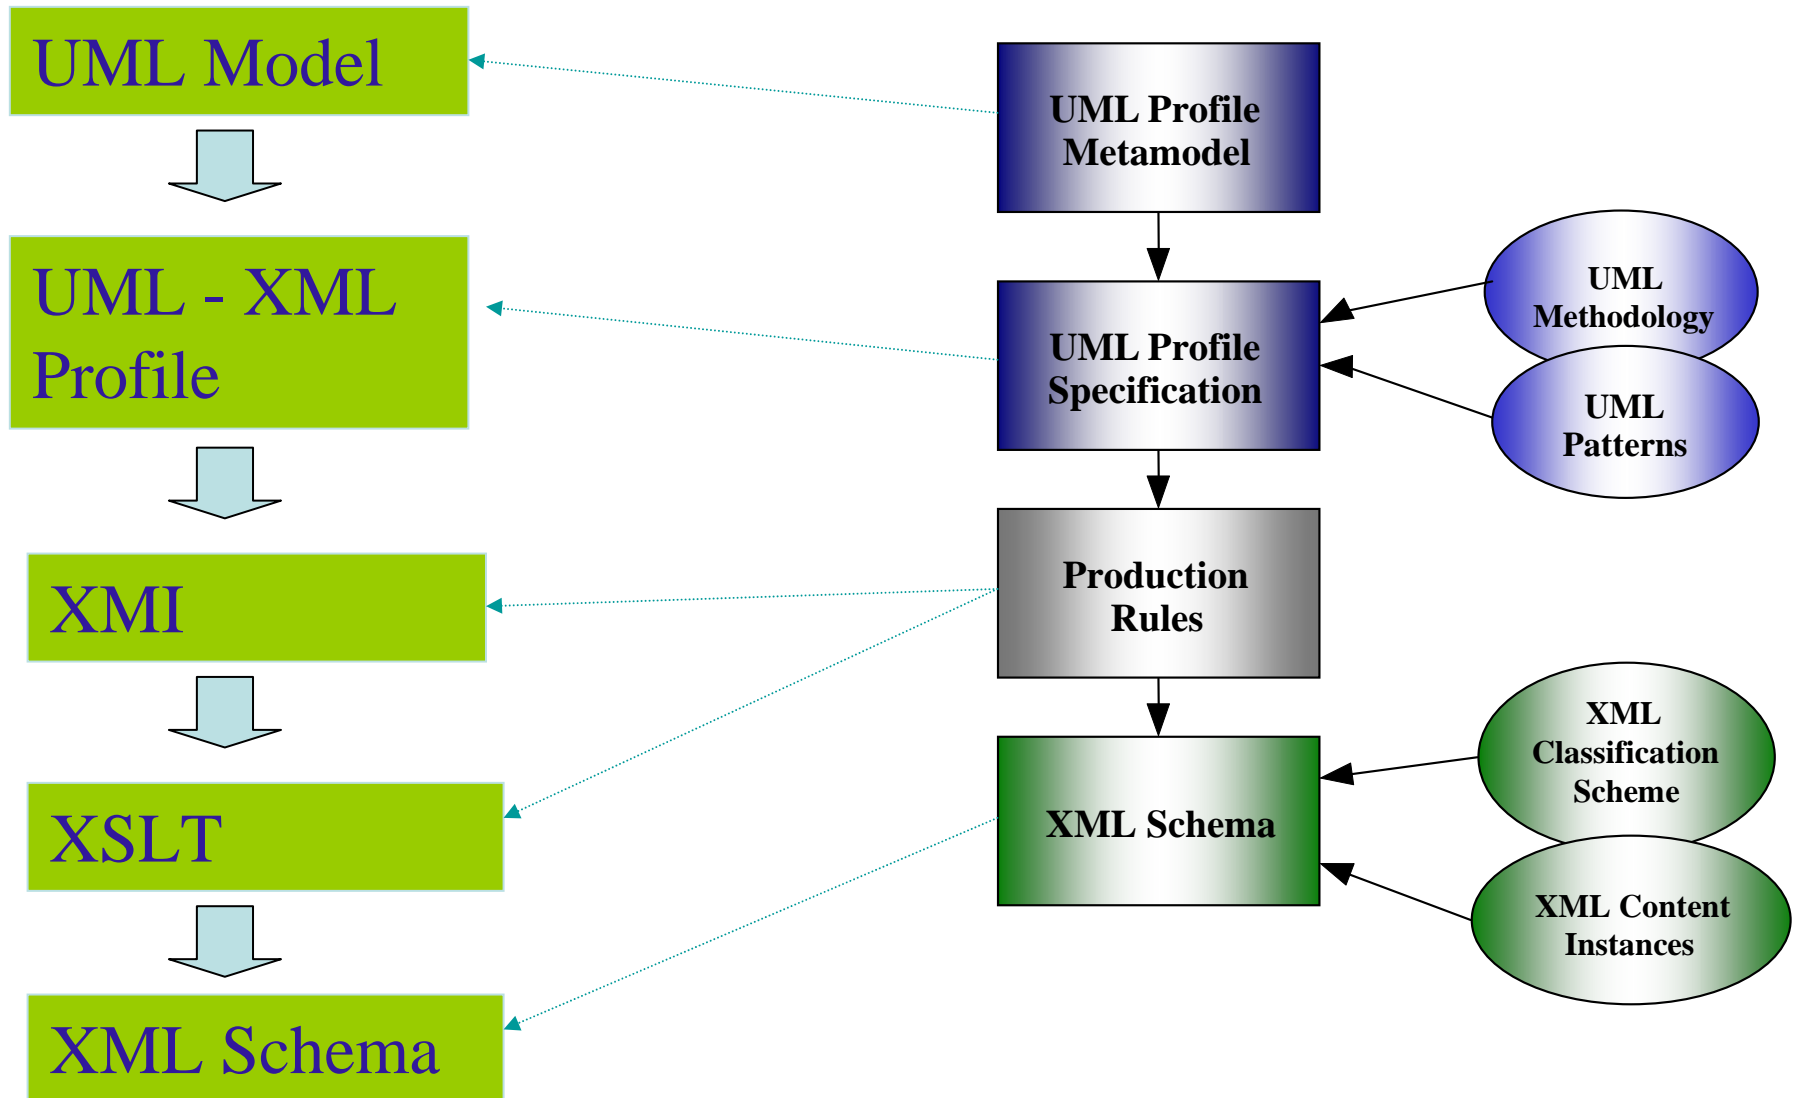 UML Model
UML - XML
Profile
XMI
XSLT
XML Schema
UML Profile
Metamodel
UML Profile
Specification
Production
Rules
XML Schema
UML
Methodology
UML
Patterns
XML
Classification
Scheme
XML Content
Instances